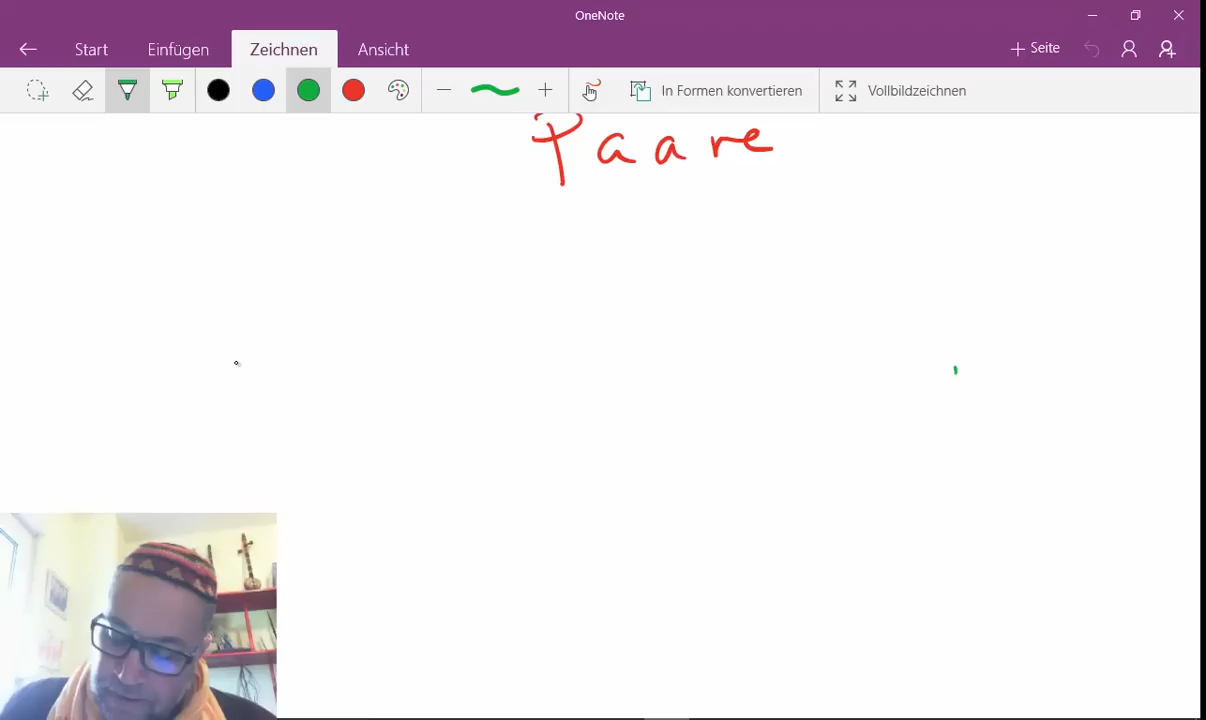 OneNote
Start Einfügen Zeichnen Ansicht Seite
In Formen konvertieren Vollbildzeichnen
Paare